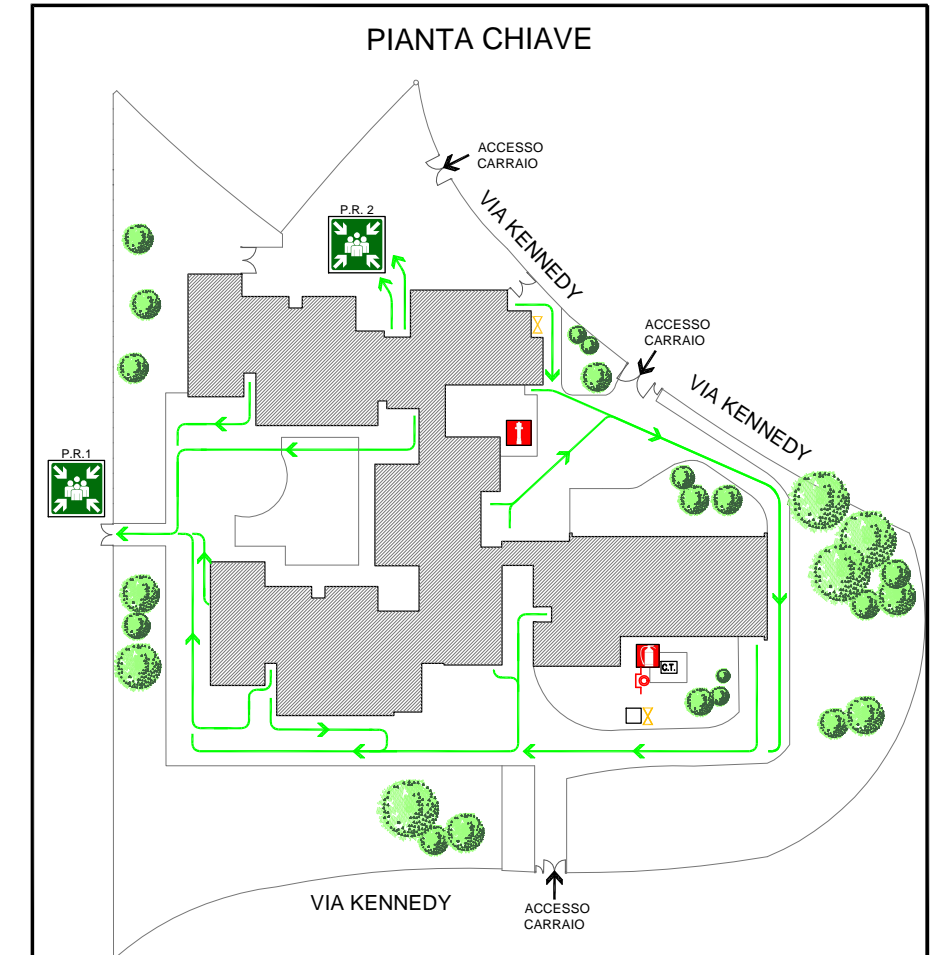 PIANTA CHIAVE
ACCESSO
CARRAIO
VIA KENNEDY
P.R. 2
ACCESSO
CARRAIO
VIA KENNEDY
P.R.1
C.T.
VIA KENNEDY
ACCESSO
CARRAIO